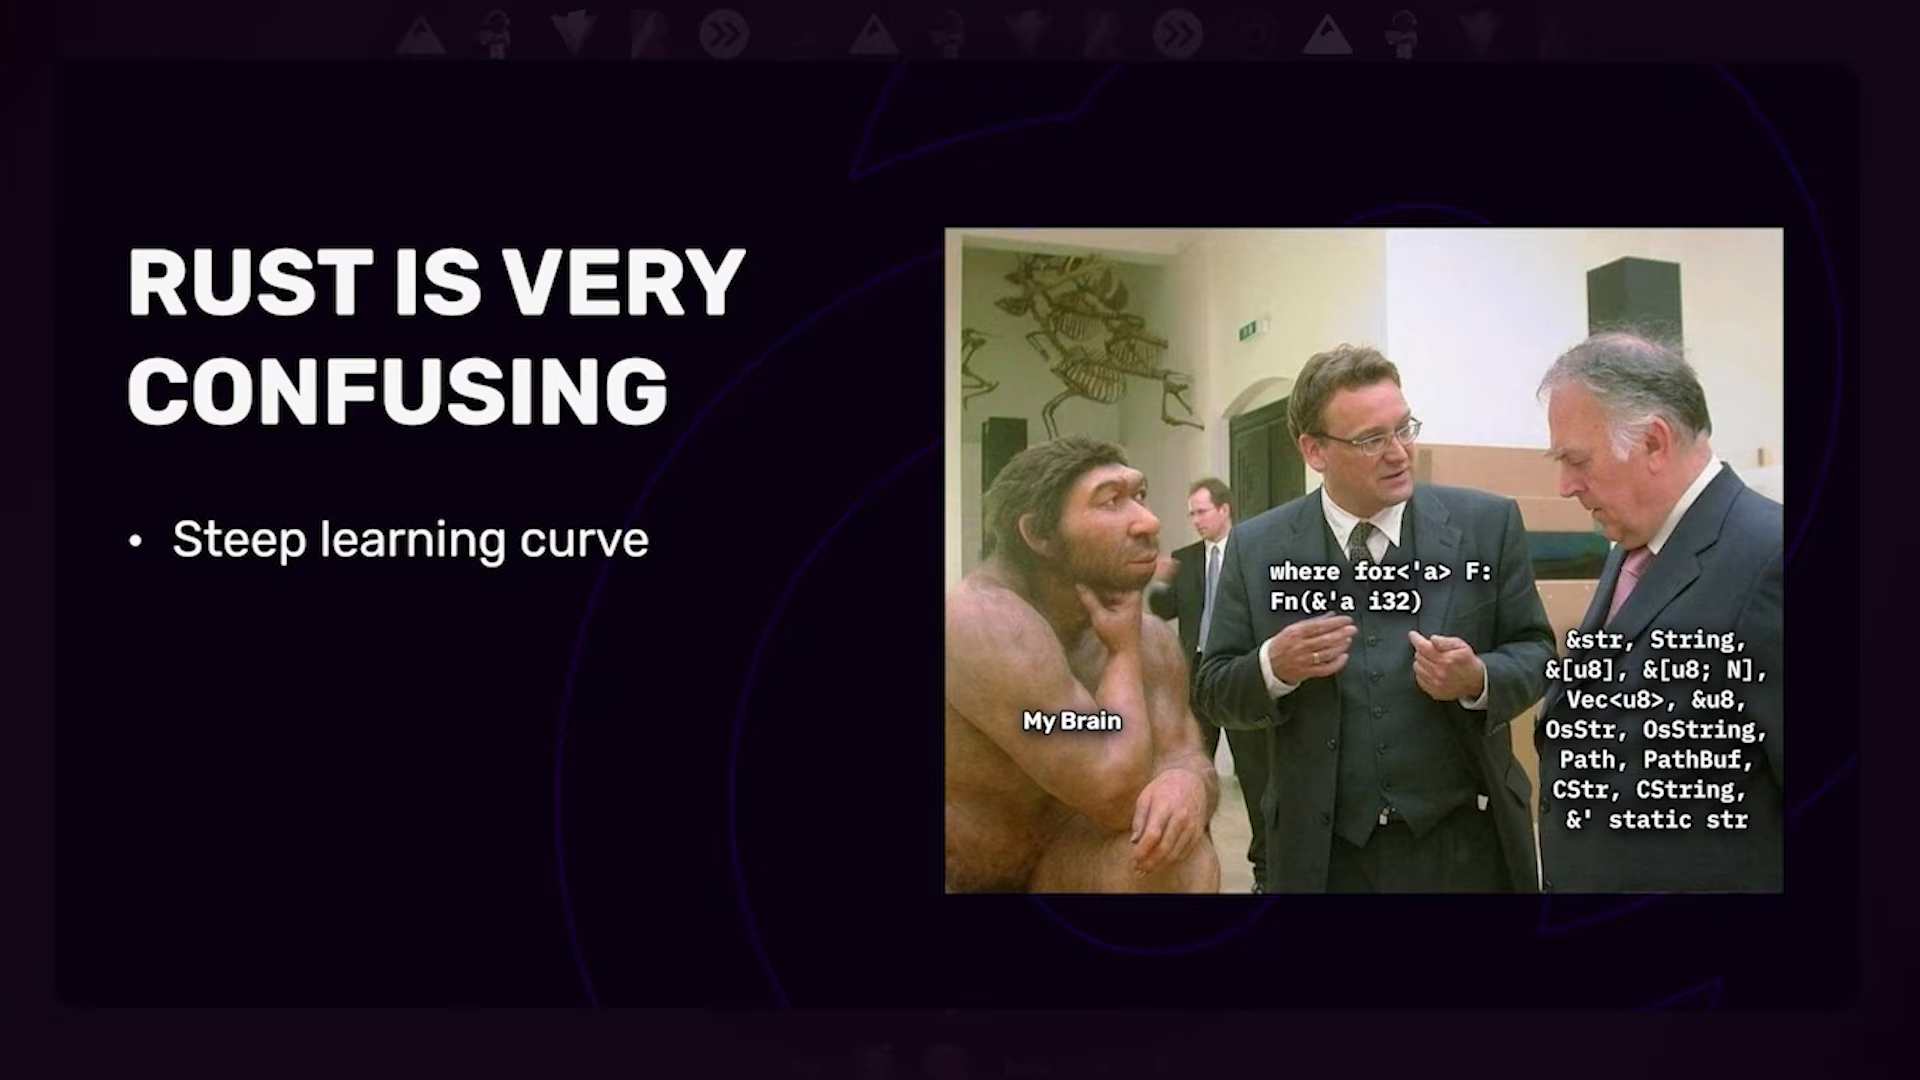 RUST IS VERY
CONFUSING
• Steep learning curve
where for<'a> F:
Fn(&'a i32)
My Brain
&str, String,
&[u8], &[u8; N],
Vec<u8>, &u8,
OsStr, OsString,
Path, PathBuf,
CStr, CString,
&' static str